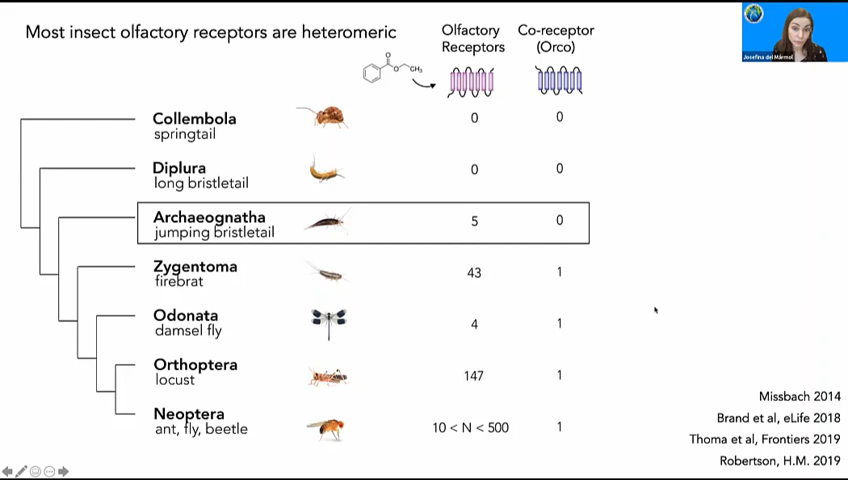 Most insect olfactory receptors are heteromeric
Olfactory Receptors
Co-receptor (Orco)
O
O
CH₃
Josefina del Mármol
Collembola
springtail
0
0
Diplura
long bristletail
0
0
Archaeognatha
jumping bristletail
5
0
Zygentoma
firebrat
43
1
Odonata
damsel fly
4
1
Orthoptera
locust
147
1
Neoptera
ant, fly, beetle
10 < N < 500
1
Missbach 2014
Brand et al, eLife 2018
Thoma et al, Frontiers 2019
Robertson, H.M. 2019